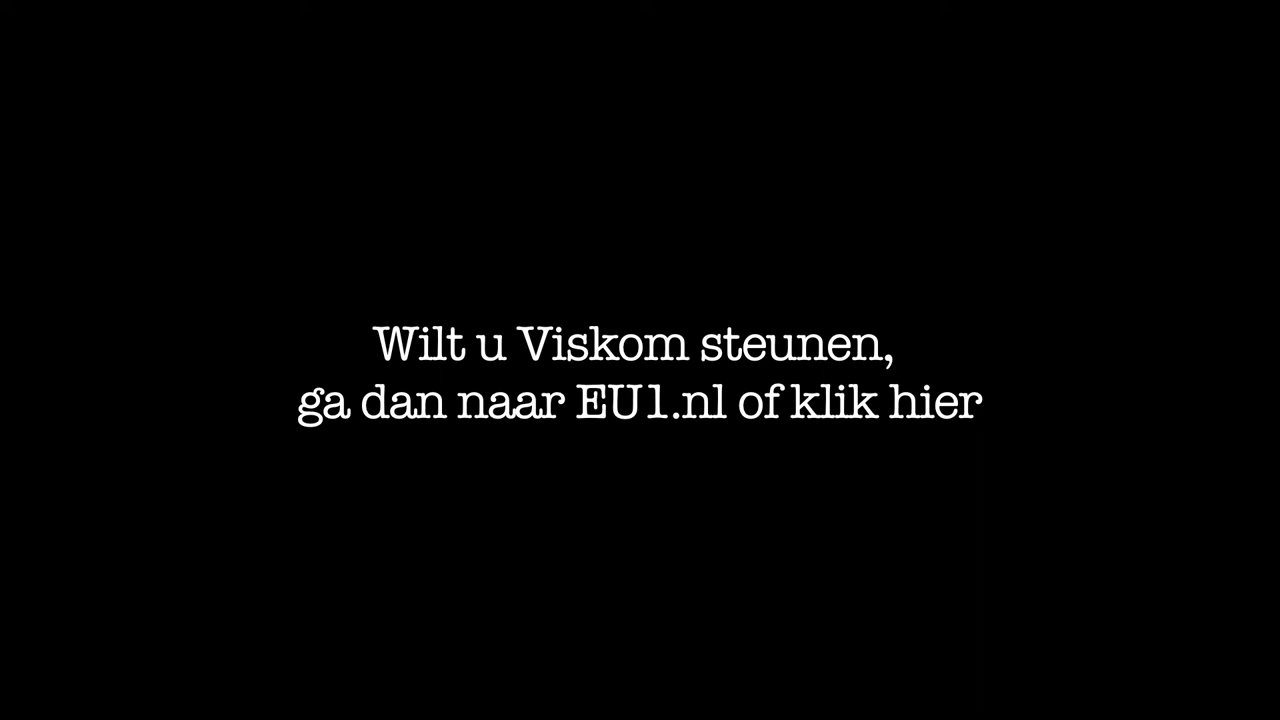 Wilt u Viskom steunen,
ga dan naar EU1.nl of klik hier